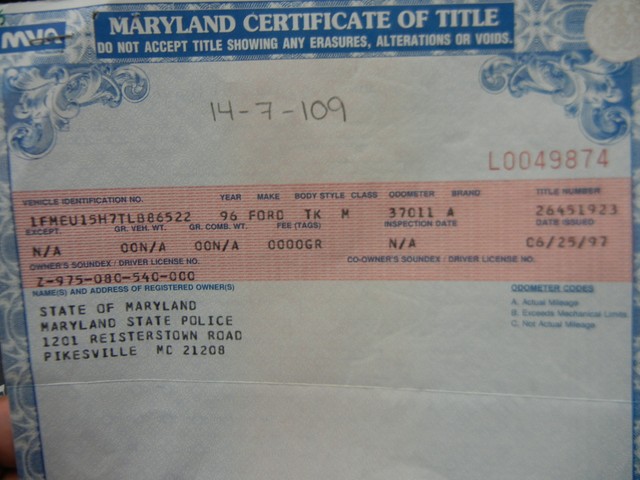 MVA
MARYLAND CERTIFICATE OF TITLE
DO NOT ACCEPT TITLE SHOWING ANY ERASURES, ALTERATIONS OR VOIDS.
14-7-109
L0049874
VEHICLE IDENTIFICATION NO. YEAR MAKE BODY STYLE CLASS ODOMETER BRAND TITLE NUMBER
1FMEU15H7TLB86522 96 FORD TK M 37011 A 26451923
EXCEPT. GR. VEH. WT. GR. COMB. WT. FEE (TAGS) INSPECTION DATE DATE ISSUED
N/A 00N/A 00N/A 0000GR N/A 06/25/97
OWNER'S SOUNDEX / DRIVER LICENSE NO. CO-OWNER'S SOUNDEX / DRIVER LICENSE NO.
Z-975-080-540-000
NAME(S) AND ADDRESS OF REGISTERED OWNER(S) ODOMETER CODES
STATE OF MARYLAND A. Actual Mileage
MARYLAND STATE POLICE B. Exceeds Mechanical Limits
1201 REISTERSTOWN ROAD C. Not Actual Mileage
PIKESVILLE MD 21208